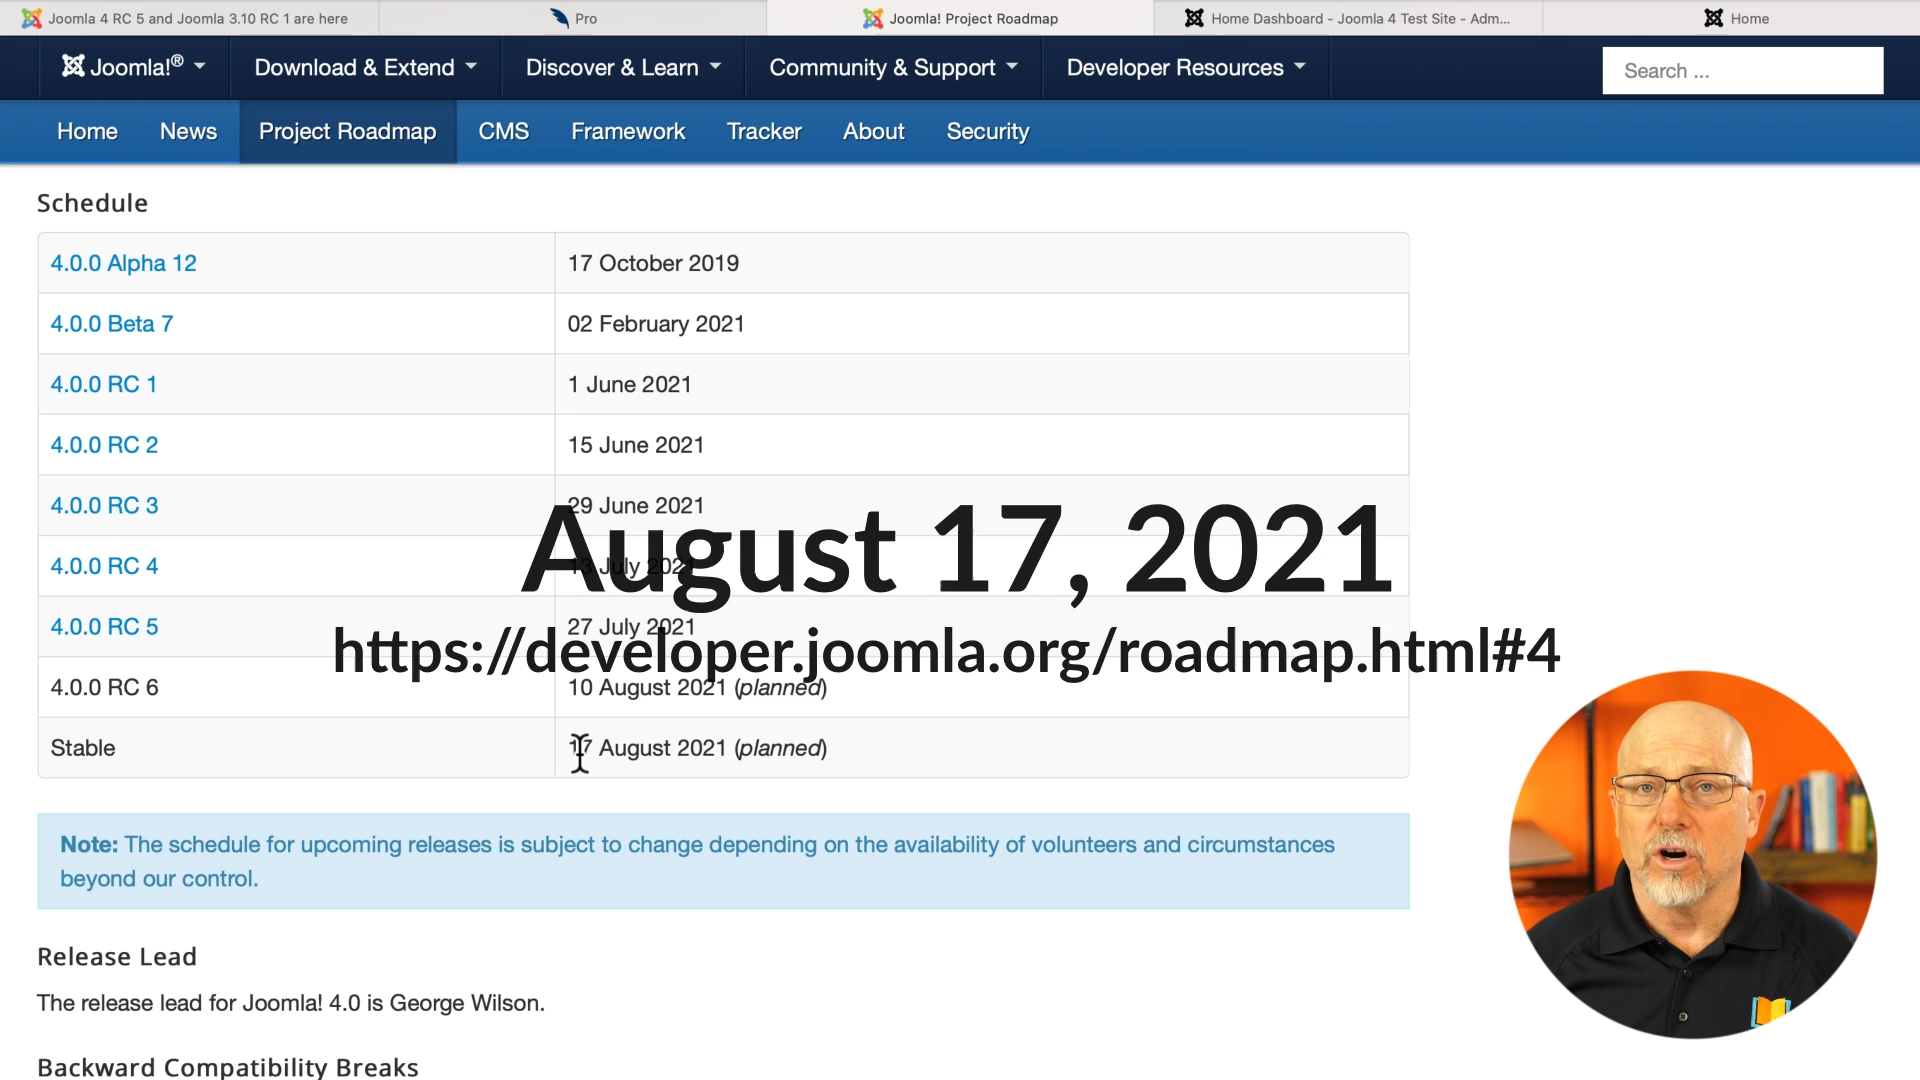 Joomla 4 RC 5 and Joomla 3.10 RC 1 are here
Pro
Joomla! Project Roadmap
Home Dashboard - Joomla 4 Test Site - Adm...
Home
Joomla!®
Download & Extend
Discover & Learn
Community & Support
Developer Resources
Search ...
Home
News
Project Roadmap
CMS
Framework
Tracker
About
Security
Schedule
4.0.0 Alpha 12
17 October 2019
4.0.0 Beta 7
02 February 2021
4.0.0 RC 1
1 June 2021
4.0.0 RC 2
15 June 2021
4.0.0 RC 3
29 June 2021
August 17, 2021
4.0.0 RC 4
13 July 2021
4.0.0 RC 5
27 July 2021
https://developer.joomla.org/roadmap.html#4
4.0.0 RC 6
10 August 2021 (planned)
Stable
17 August 2021 (planned)
Note: The schedule for upcoming releases is subject to change depending on the availability of volunteers and circumstances
beyond our control.
Release Lead
The release lead for Joomla! 4.0 is George Wilson.
Backward Compatibility Breaks